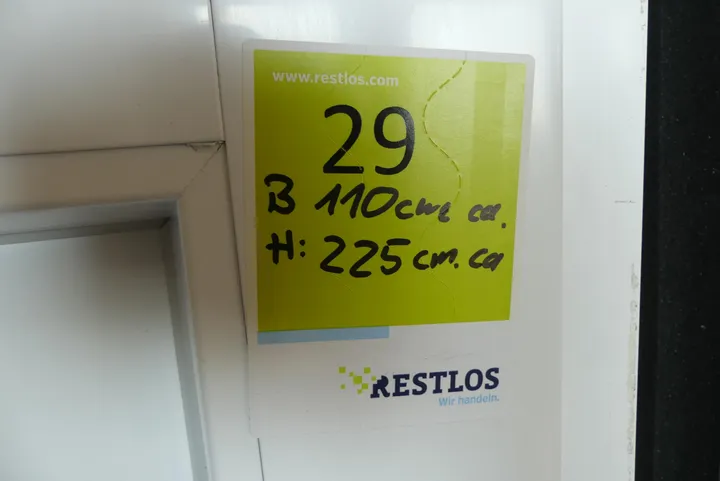 www.restlos.com
29
B 110cm ca.
H: 225 cm. ca
RESTLOS
Wir handeln.